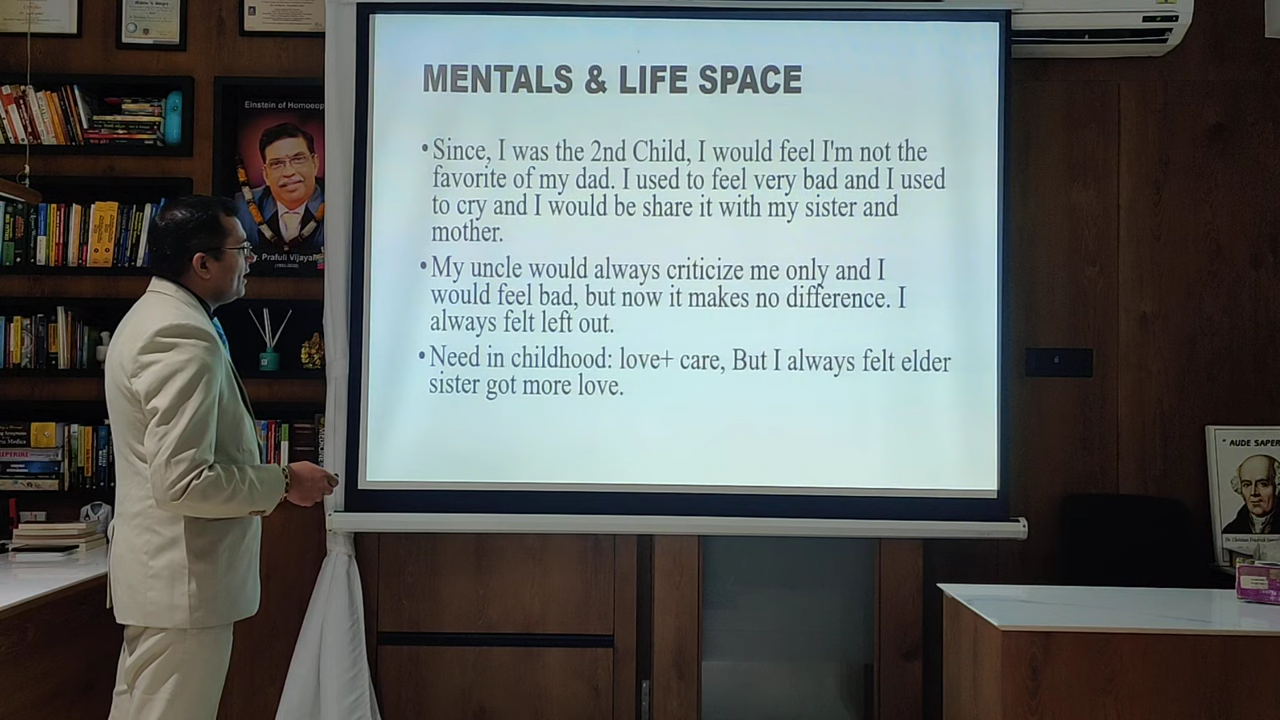 Einstein of Homoeop
Prafuli Vijaya
MENTALS & LIFE SPACE
•Since, I was the 2nd Child, I would feel I'm not the
favorite of my dad. I used to feel very bad and I used
to cry and I would be share it with my sister and
mother.
•My uncle would always criticize me only and I
would feel bad, but now it makes no difference. I
always felt left out.
•Need in childhood: love+ care, But I always felt elder
sister got more love.
" AUDE SAPER